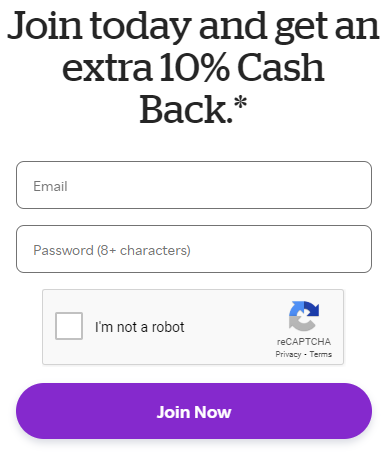 Join today and get an
extra 10% Cash
Back.*
Email
Password (8+ characters)
I'm not a robot
reCAPTCHA
Privacy - Terms
Join Now